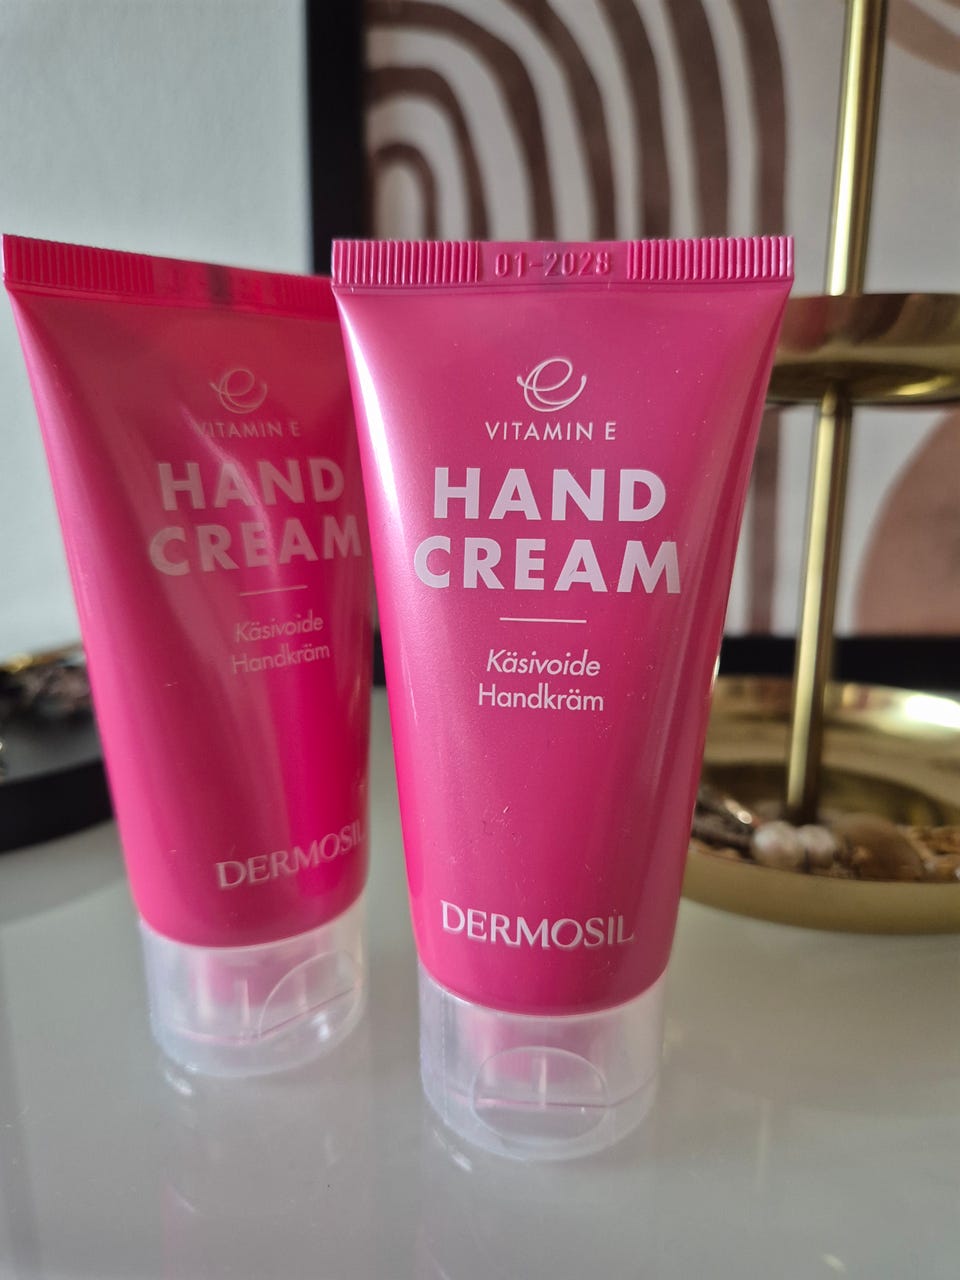 VITAMIN E
HAND
CREAM
Käsivoide
Handkräm
DERMOSIL
01-2028
VITAMIN E
HAND
CREAM
Käsivoide
Handkräm
DERMOSIL